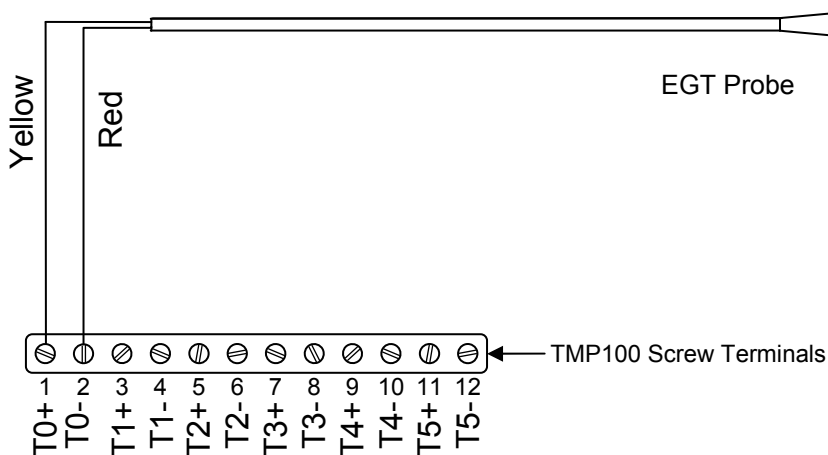 EGT Probe
Yellow
Red
TMP100 Screw Terminals
1 2 3 4 5 6 7 8 9 10 11 12
T0+ T0- T1+ T1- T2+ T2- T3+ T3- T4+ T4- T5+ T5-